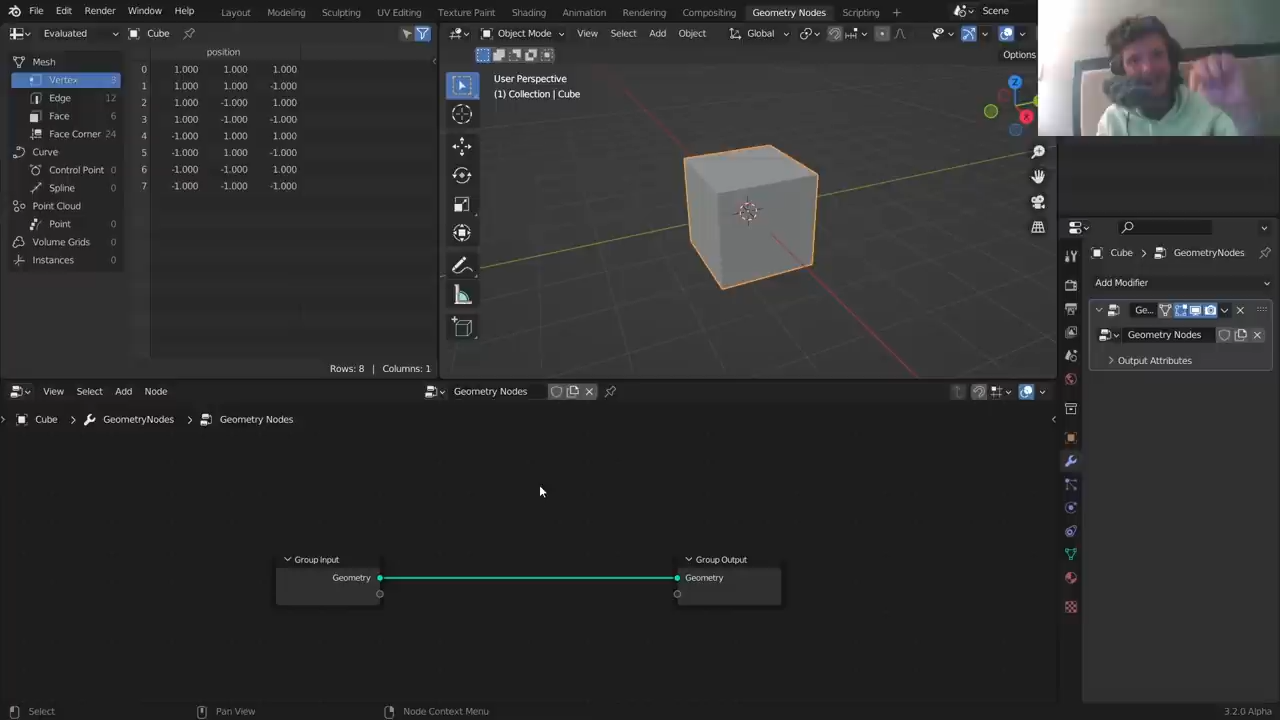 File Edit Render Window Help Layout Modeling Sculpting UV Editing Texture Paint Shading Animation Rendering Compositing Geometry Nodes Scripting + Scene
Evaluated Cube
position
Mesh
Vertex 8
Edge 12
Face 6
Face Corner 24
Curve
Control Point 0
Spline 0
Point Cloud
Point 0
Volume Grids 0
Instances 0
0 1.000 1.000 1.000
1 1.000 1.000 -1.000
2 1.000 -1.000 1.000
3 1.000 -1.000 -1.000
4 -1.000 1.000 1.000
5 -1.000 1.000 -1.000
6 -1.000 -1.000 1.000
7 -1.000 -1.000 -1.000
Rows: 8 | Columns: 1
Object Mode View Select Add Object Global
Options
User Perspective
(1) Collection | Cube
Z
X
Cube > GeometryNodes
Add Modifier
Ge...
Geometry Nodes
Output Attributes
View Select Add Node Geometry Nodes
Cube > GeometryNodes > Geometry Nodes
Group Input
Geometry
Group Output
Geometry
Select Pan View Node Context Menu 3.2.0 Alpha